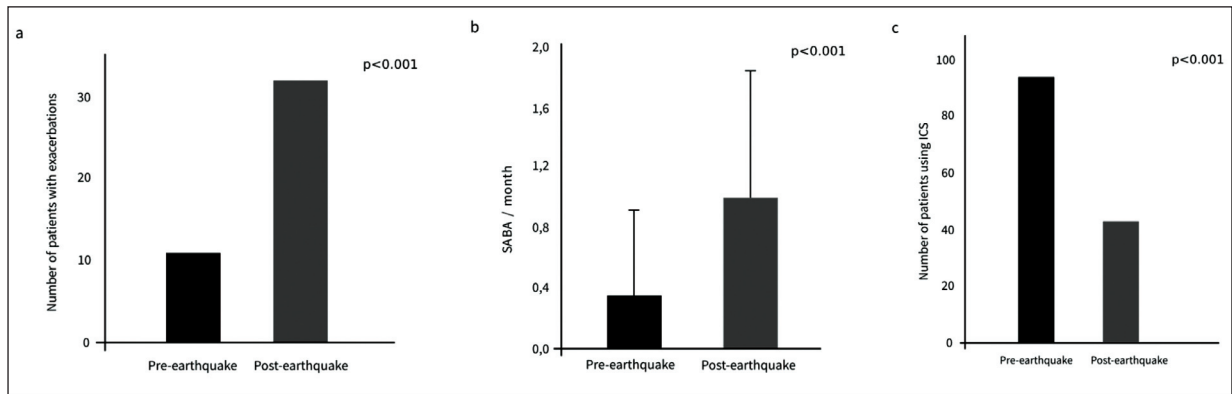 a
p<0.001
Number of patients with exacerbations
30
20
10
0
Pre-earthquake
Post-earthquake
b
p<0.001
SABA / month
2,0
1,6
1,2
0,8
0,4
0,0
Pre-earthquake
Post-earthquake
c
p<0.001
Number of patients using ICS
100
80
60
40
20
0
Pre-earthquake
Post-earthquake